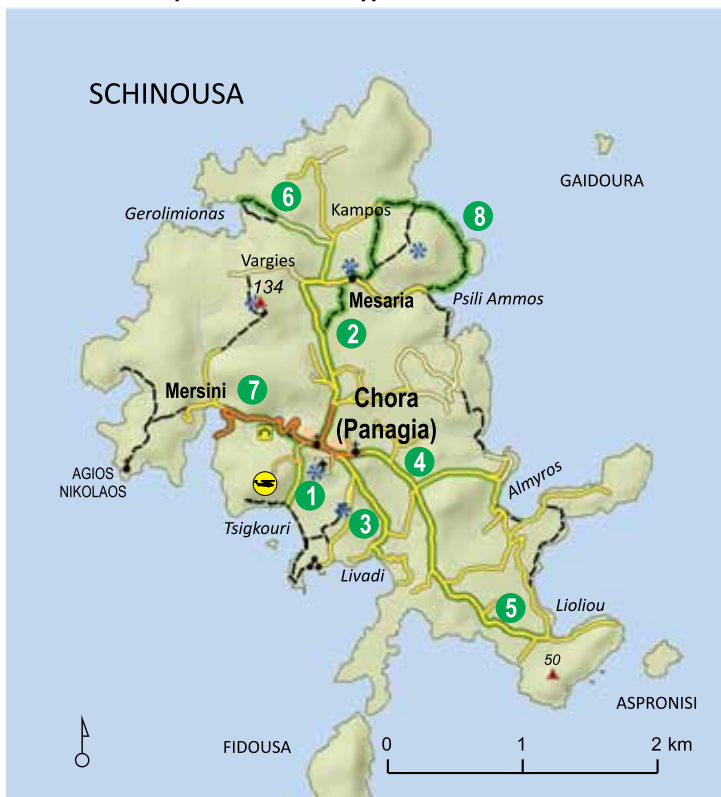 SCHINOUSA
GAIDOURA
6
Gerolimionas
Kampos
8
Vargies
134
Mesaria
Psili Ammos
2
Mersini
7
Chora
(Panagia)
4
AGIOS
NIKOLAOS
Almyros
1
3
Tsigkouri
Livadi
5
Lioliou
50
ASPRONISI
FIDOUSA
0 1 2 km